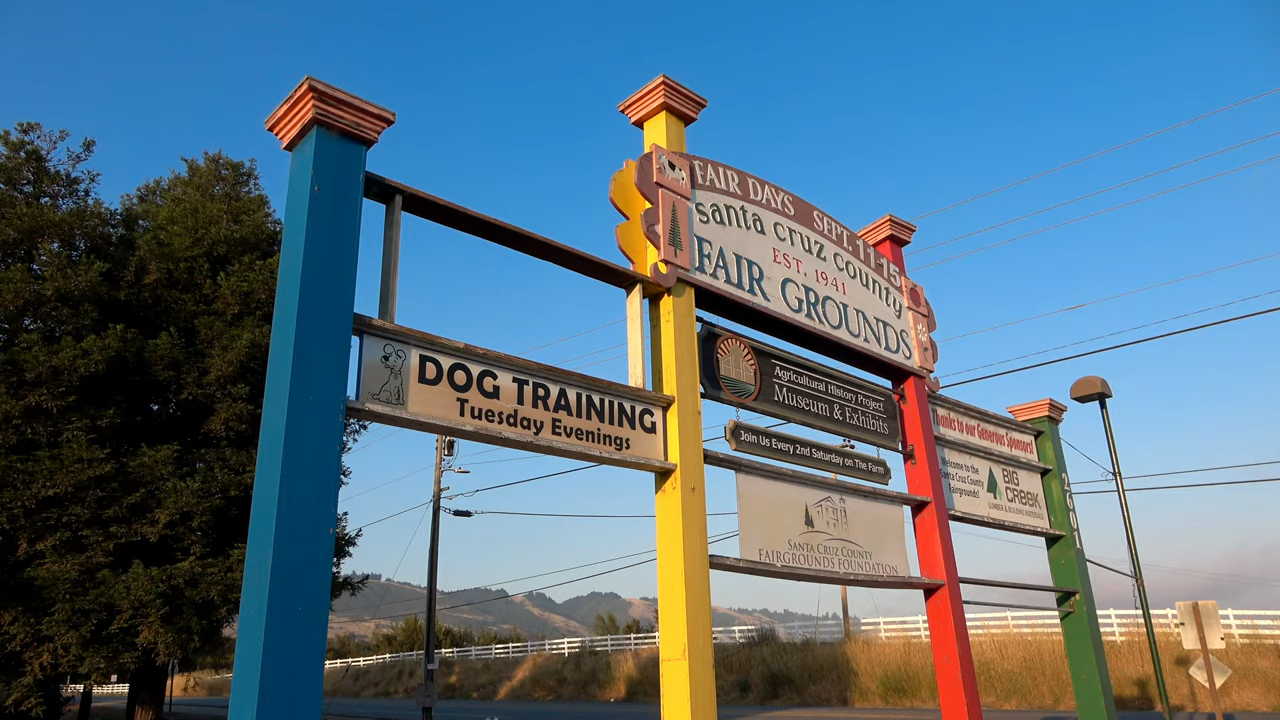 FAIR DAYS SEPT. 11-15
santa cruz county
EST. 1941
FAIR GROUNDS
DOG TRAINING
Tuesday Evenings
Agricultural History Project
Museum & Exhibits
Join Us Every 2nd Saturday on The Farm
SANTA CRUZ COUNTY
FAIRGROUNDS FOUNDATION
Thanks to our Generous Sponsors!
Welcome to the
Santa Cruz County
Fairgrounds!
BIG
CREEK
LUMBER & BUILDING MATERIALS
2601